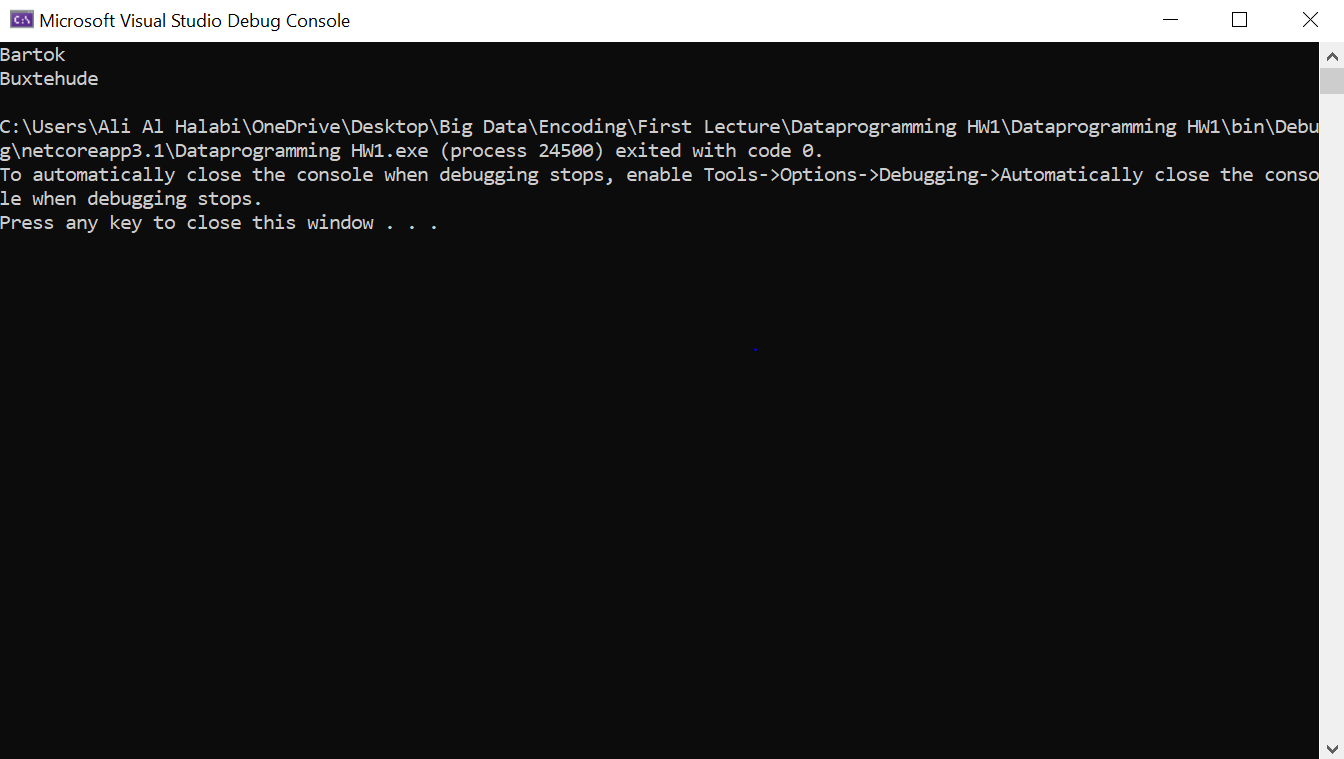 Microsoft Visual Studio Debug Console
Bartok
Buxtehude
C:\Users\Ali Al Halabi\OneDrive\Desktop\Big Data\Encoding\First Lecture\Dataprogramming HW1\Dataprogramming HW1\bin\Debu
g\netcoreapp3.1\Dataprogramming HW1.exe (process 24500) exited with code 0.
To automatically close the console when debugging stops, enable Tools->Options->Debugging->Automatically close the conso
le when debugging stops.
Press any key to close this window . . .